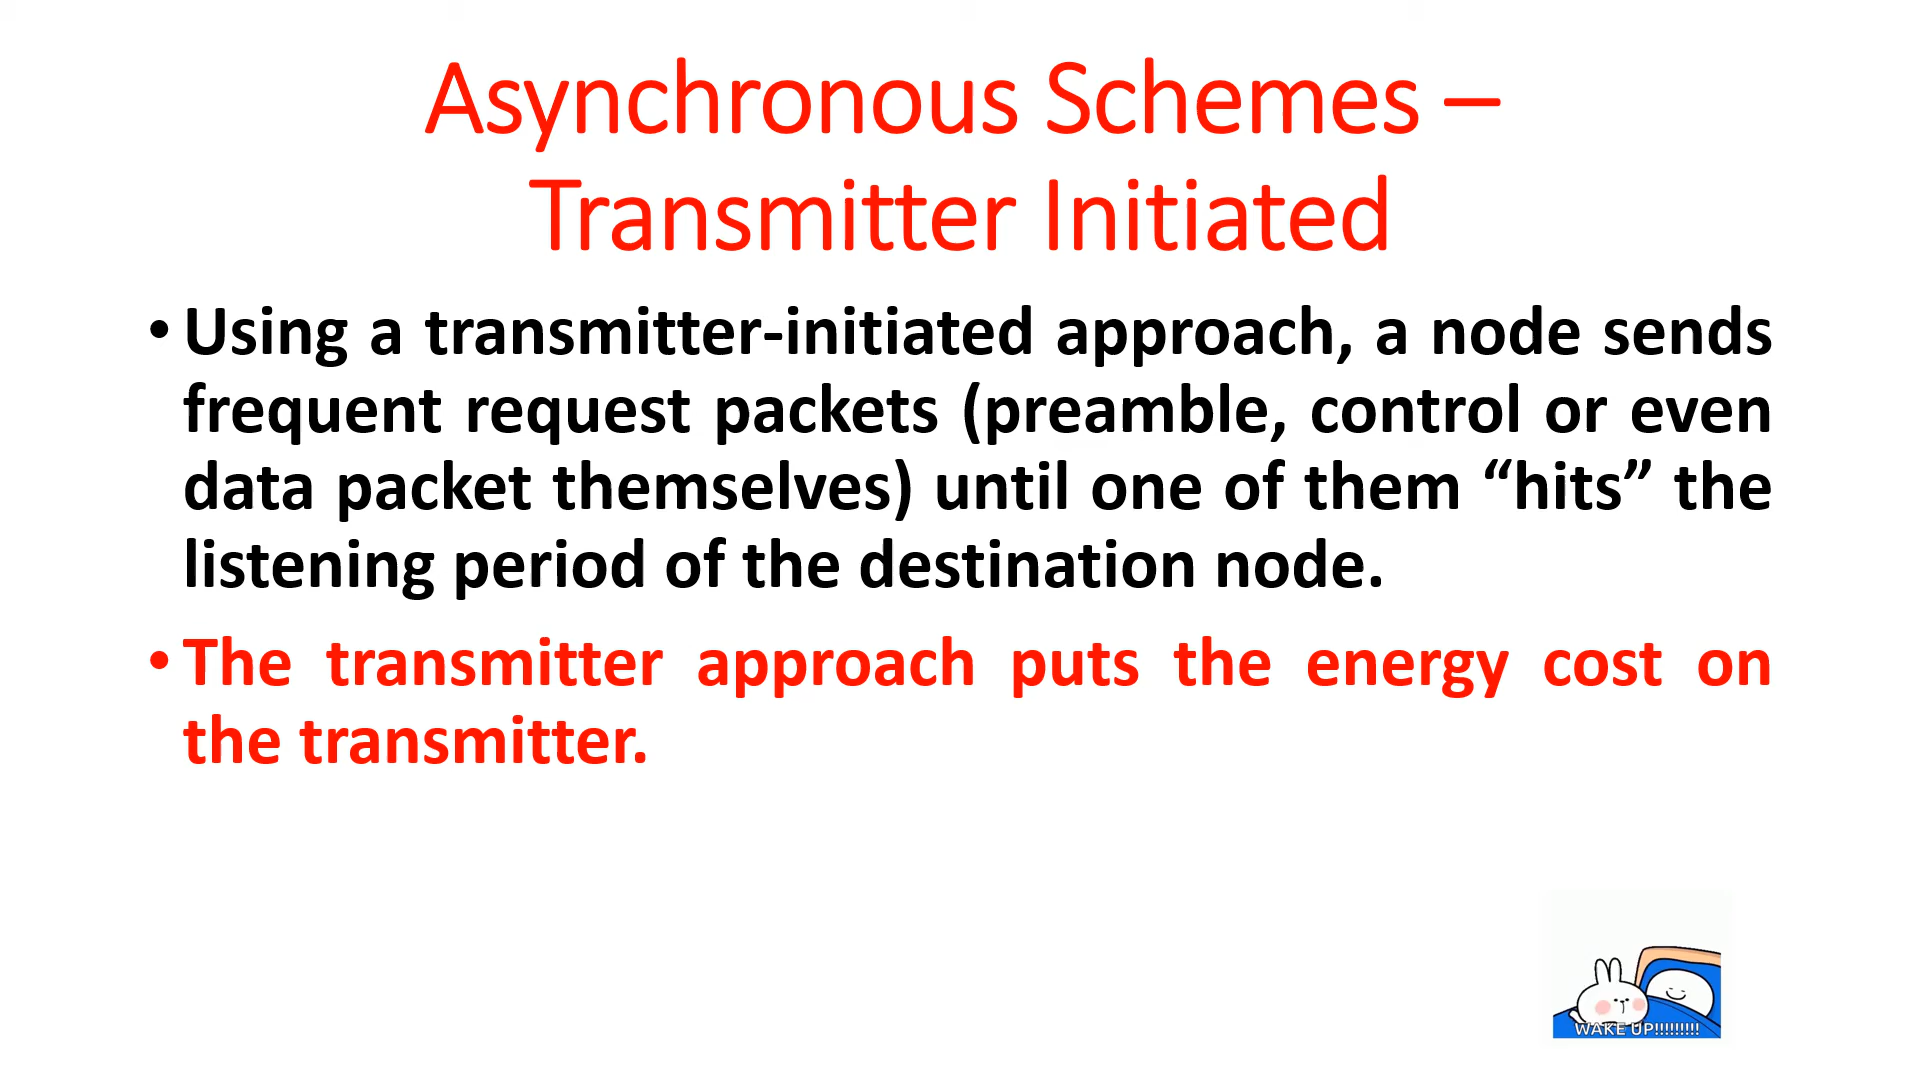 Asynchronous Schemes –
Transmitter Initiated
• Using a transmitter-initiated approach, a node sends
frequent request packets (preamble, control or even
data packet themselves) until one of them “hits” the
listening period of the destination node.
• The transmitter approach puts the energy cost on
the transmitter.
WAKE UP!!!!!!!!!